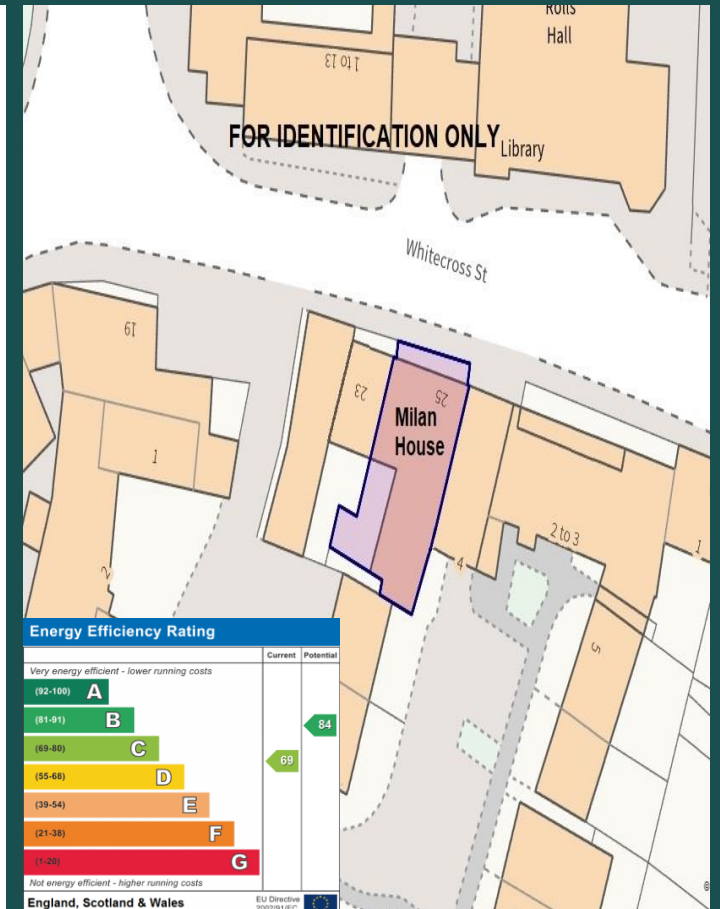 Rolls
Hall
1 to 13
FOR IDENTIFICATION ONLY
Library
Whitecross St
19
23
25
Milan
House
1
2
4
2 to 3
1
5
Energy Efficiency Rating
Current Potential
Very energy efficient - lower running costs
(92-100) A
(81-91) B
84
(69-80) C
69
(55-68) D
(39-54) E
(21-38) F
(1-20) G
Not energy efficient - higher running costs
England, Scotland & Wales
EU Directive
2002/91/EC
©